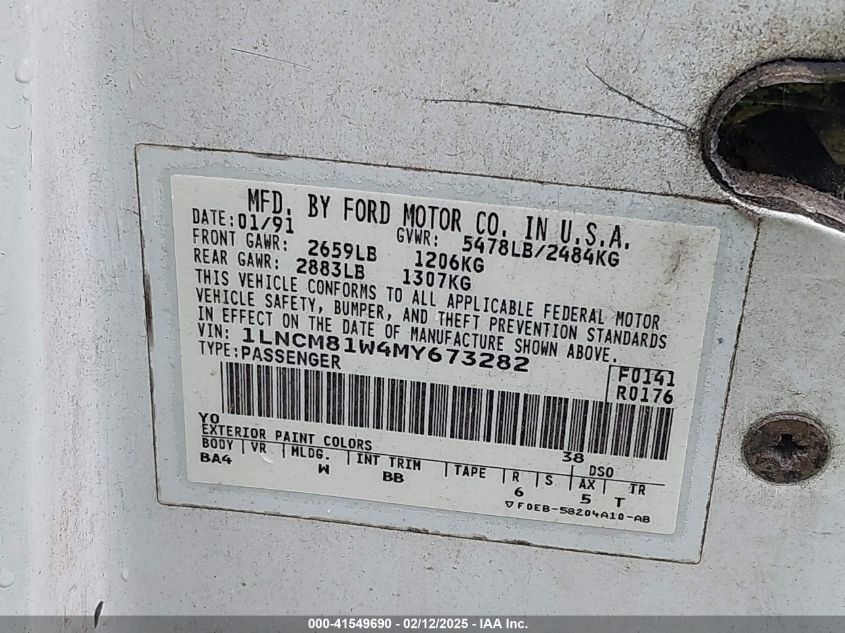 MFD. BY FORD MOTOR CO. IN U.S.A.
DATE: 01/91 GVWR: 5478LB/2484KG
FRONT GAWR: 2659LB 1206KG
REAR GAWR: 2883LB 1307KG
THIS VEHICLE CONFORMS TO ALL APPLICABLE FEDERAL MOTOR
VEHICLE SAFETY, BUMPER, AND THEFT PREVENTION STANDARDS
IN EFFECT ON THE DATE OF MANUFACTURE SHOWN ABOVE.
VIN: 1LNCM81W4MY673282
TYPE: PASSENGER
F0141
R0176
YO 38
EXTERIOR PAINT COLORS DSO
BODY VR MLDG. INT TRIM TAPE R S AX TR
BA4 W BB 6 5 T
F0EB-58204A10-AB
000-41549690 - 02/12/2025 - IAA Inc.